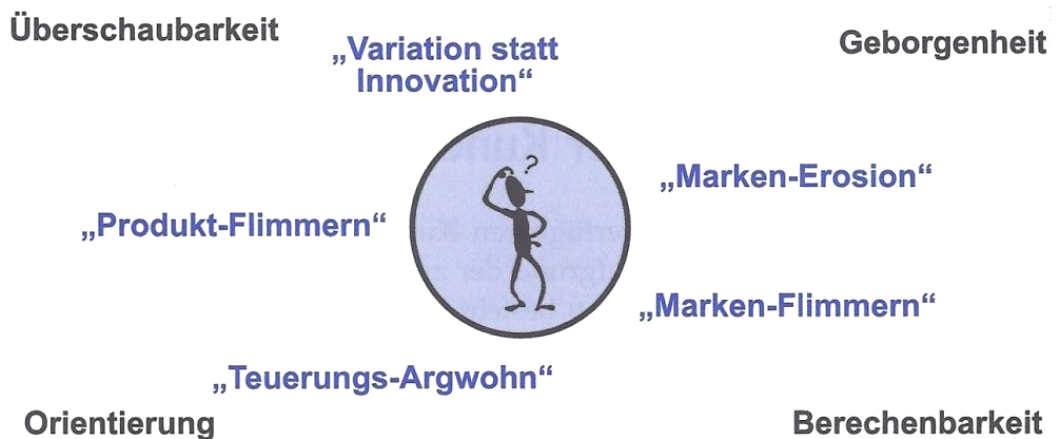 Überschaubarkeit
Geborgenheit
„Variation statt
Innovation“
?
„Marken-Erosion“
„Produkt-Flimmern“
„Marken-Flimmern“
„Teuerungs-Argwohn“
Orientierung
Berechenbarkeit